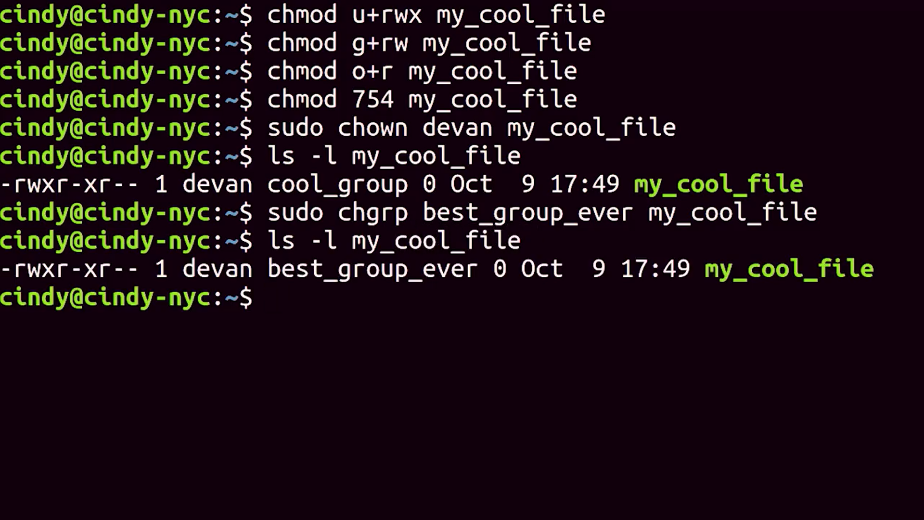 cindy@cindy-nyc:~$ chmod u+rwx my_cool_file
cindy@cindy-nyc:~$ chmod g+rw my_cool_file
cindy@cindy-nyc:~$ chmod o+r my_cool_file
cindy@cindy-nyc:~$ chmod 754 my_cool_file
cindy@cindy-nyc:~$ sudo chown devan my_cool_file
cindy@cindy-nyc:~$ ls -l my_cool_file
-rwxr-xr-- 1 devan cool_group 0 Oct  9 17:49 my_cool_file
cindy@cindy-nyc:~$ sudo chgrp best_group_ever my_cool_file
cindy@cindy-nyc:~$ ls -l my_cool_file
-rwxr-xr-- 1 devan best_group_ever 0 Oct  9 17:49 my_cool_file
cindy@cindy-nyc:~$